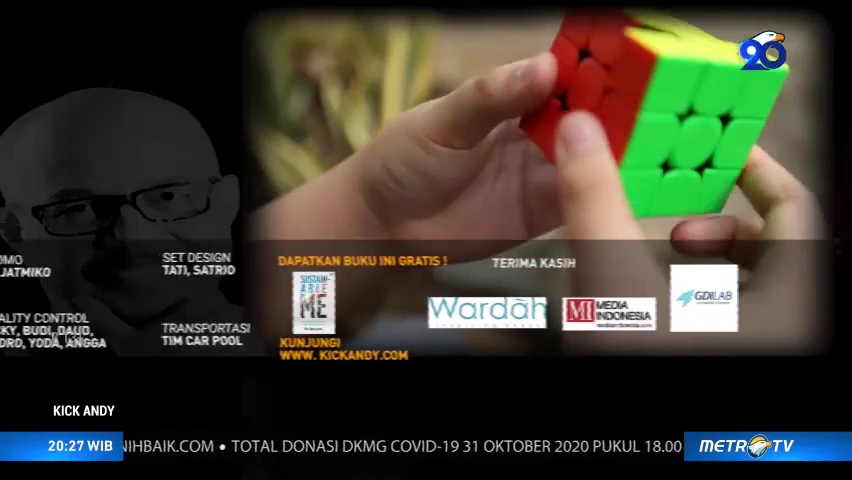 20
OMO
JATMIKO
SET DESIGN
TATI, SATRIO
DAPATKAN BUKU INI GRATIS !
TERIMA KASIH
SUSTAIN-
ABLE
ME
Wardah
MI MEDIA
INDONESIA
GDILAB
ALITY CONTROL
CKY, BUDI, DAUD,
DRO, YODA, ANGGA
TRANSPORTASI
TIM CAR POOL
KUNJUNGI
WWW. KICKANDY.COM
KICK ANDY
20:27 WIB
NIHBAIK.COM • TOTAL DONASI DKMG COVID-19 31 OKTOBER 2020 PUKUL 18.00
METRO TV